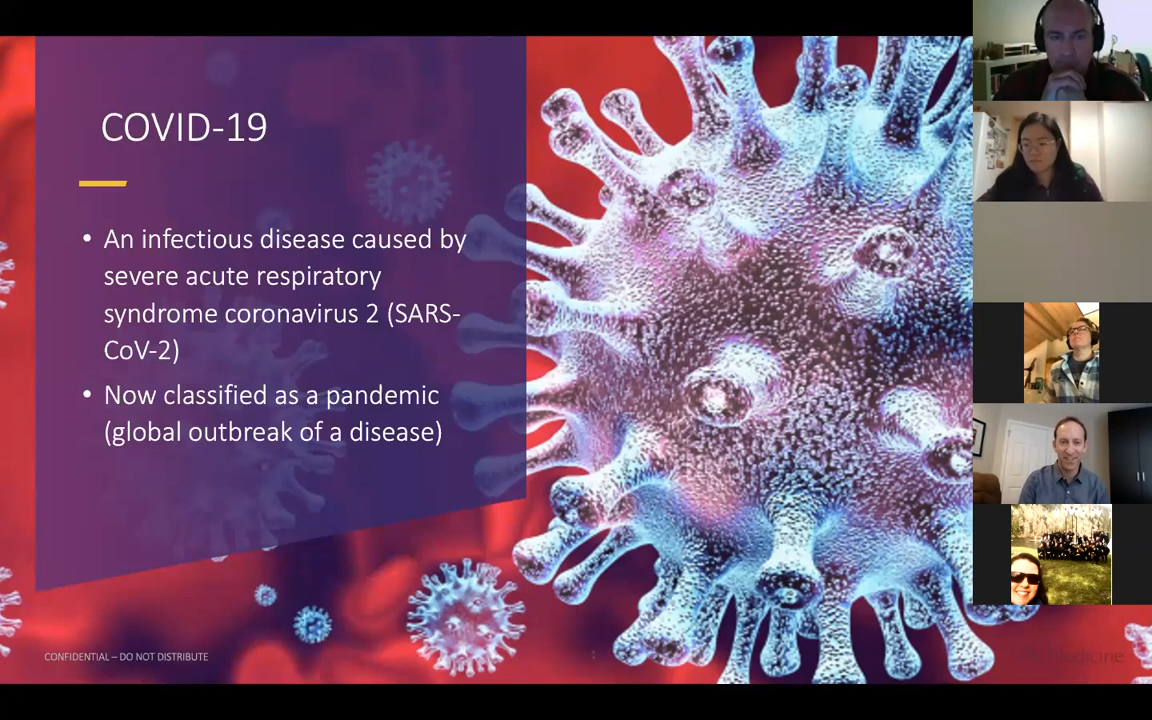 COVID-19
• An infectious disease caused by
severe acute respiratory
syndrome coronavirus 2 (SARS-
CoV-2)
• Now classified as a pandemic
(global outbreak of a disease)
CONFIDENTIAL – DO NOT DISTRIBUTE